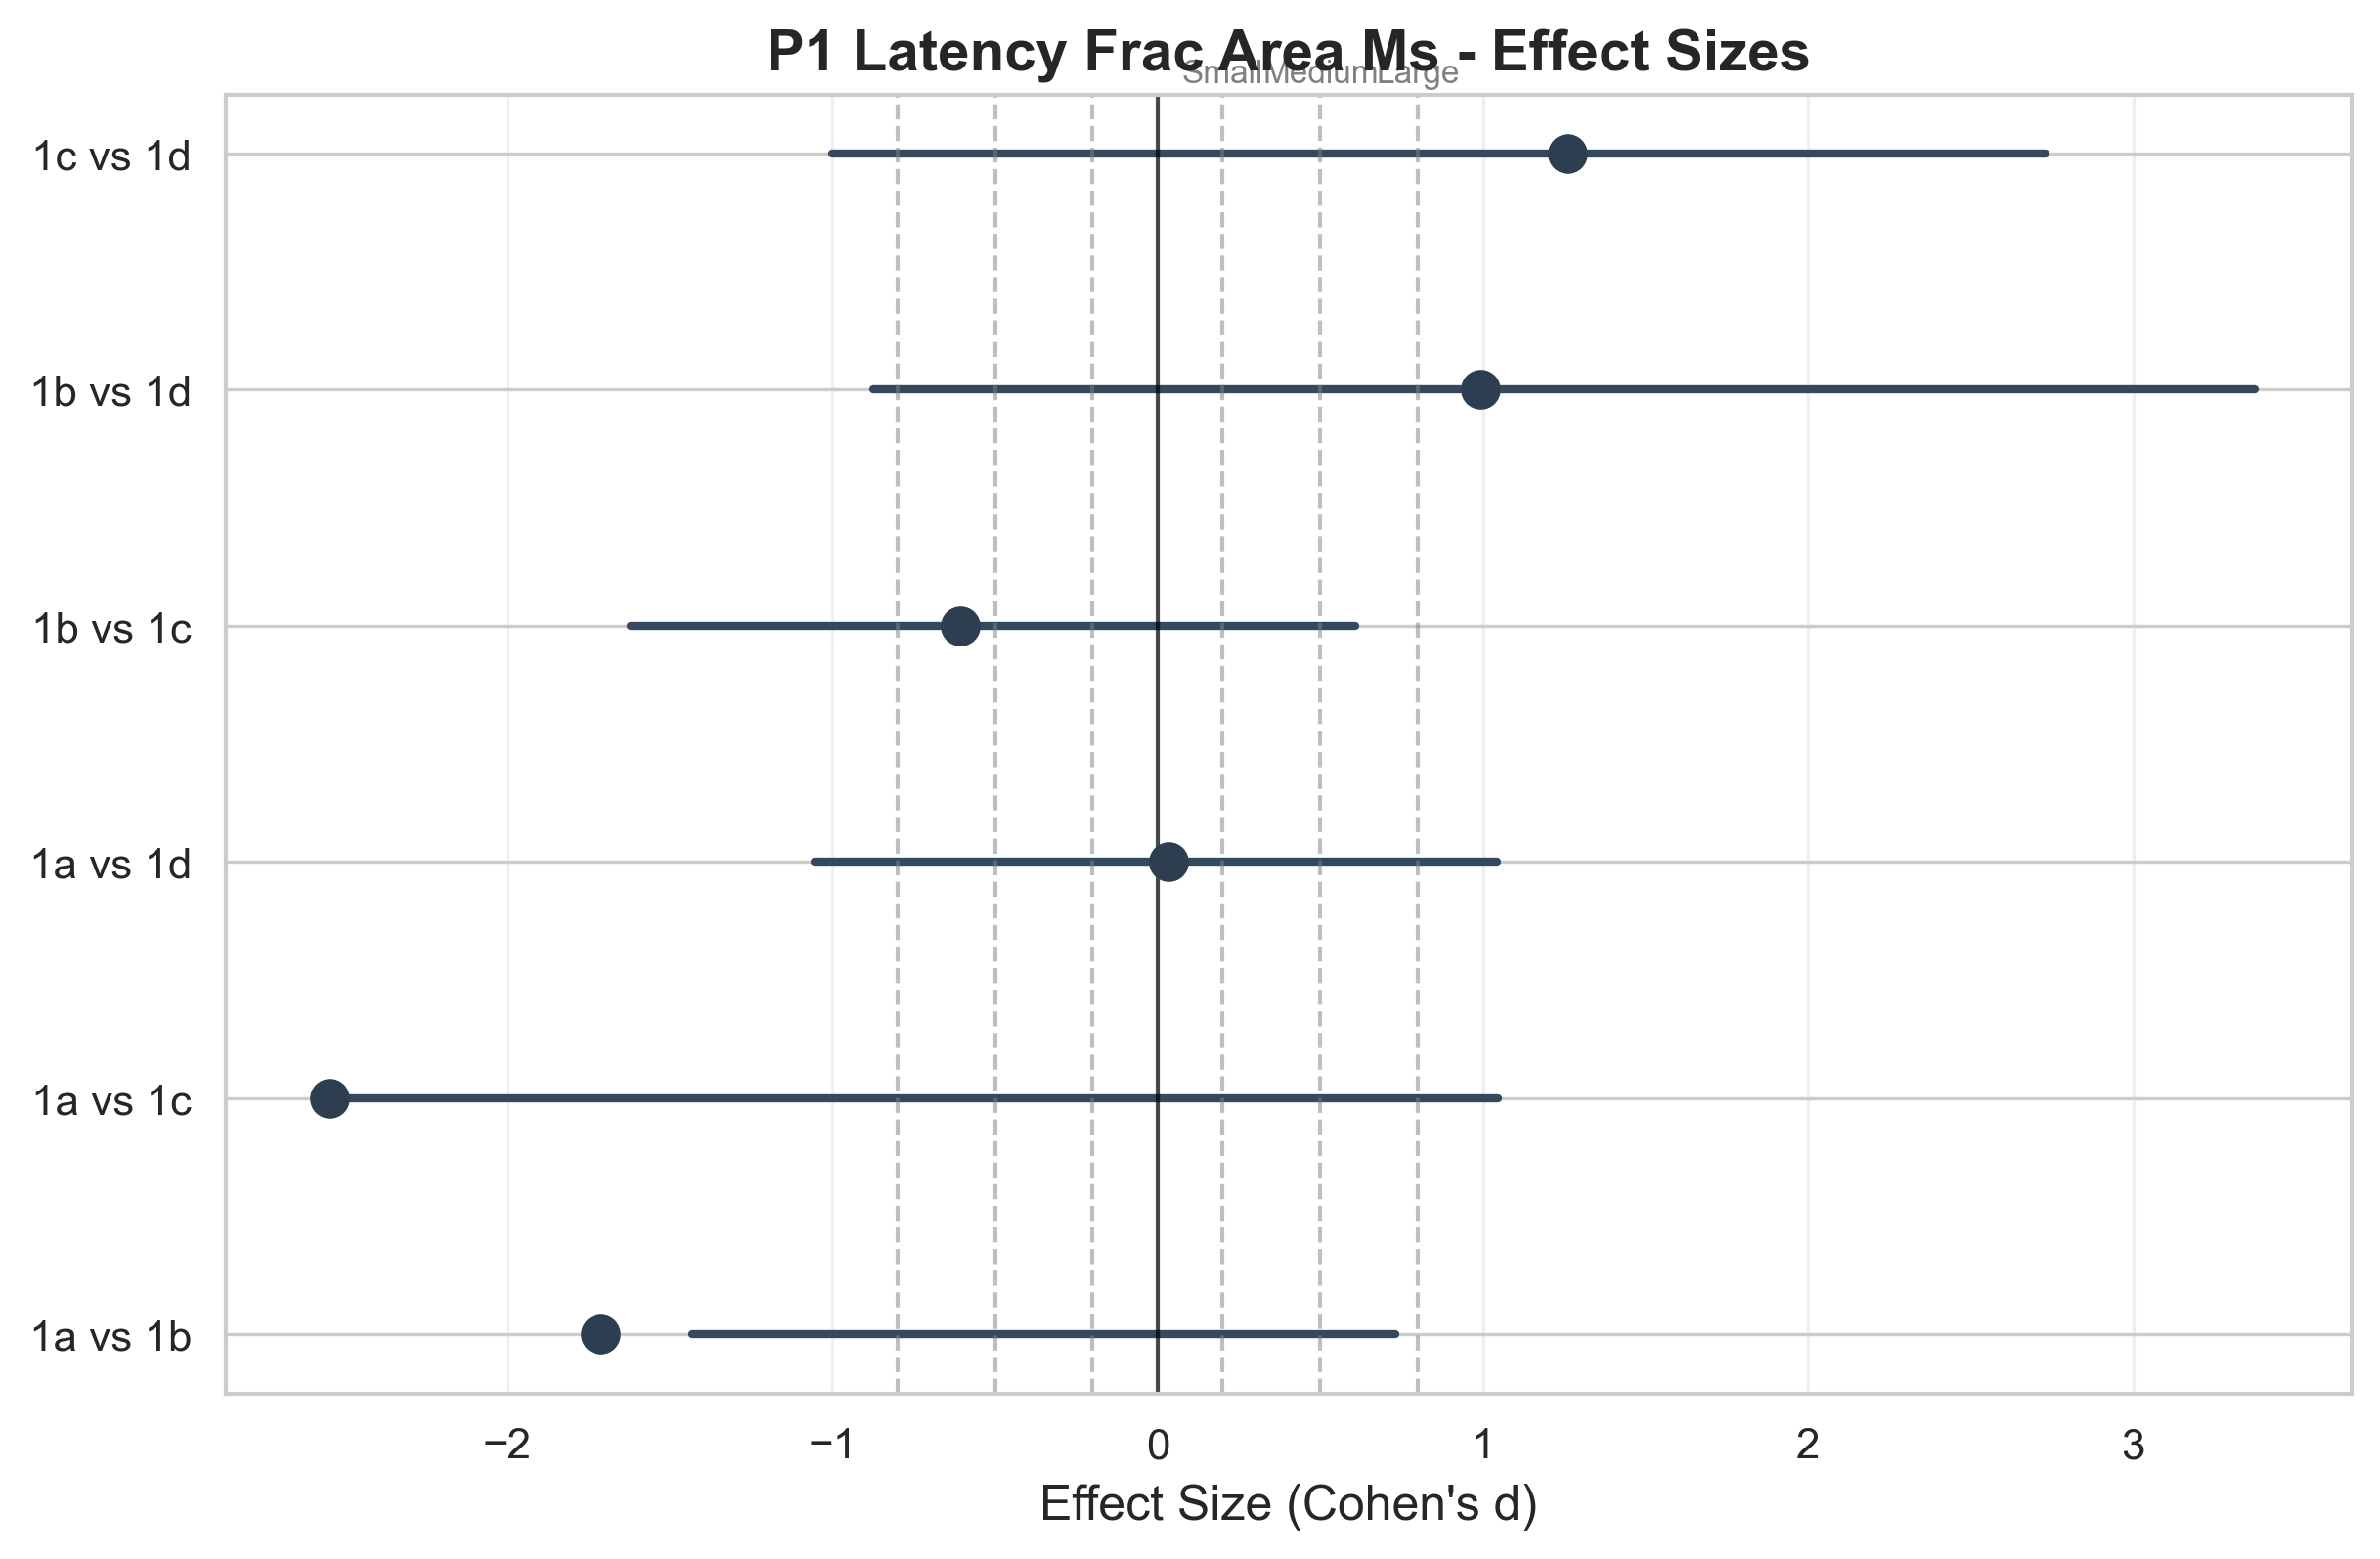 P1 Latency Frac Area Ms - Effect Sizes
SmallMediumLarge
1c vs 1d
1b vs 1d
1b vs 1c
1a vs 1d
1a vs 1c
1a vs 1b
−2 −1 0 1 2 3
Effect Size (Cohen's d)